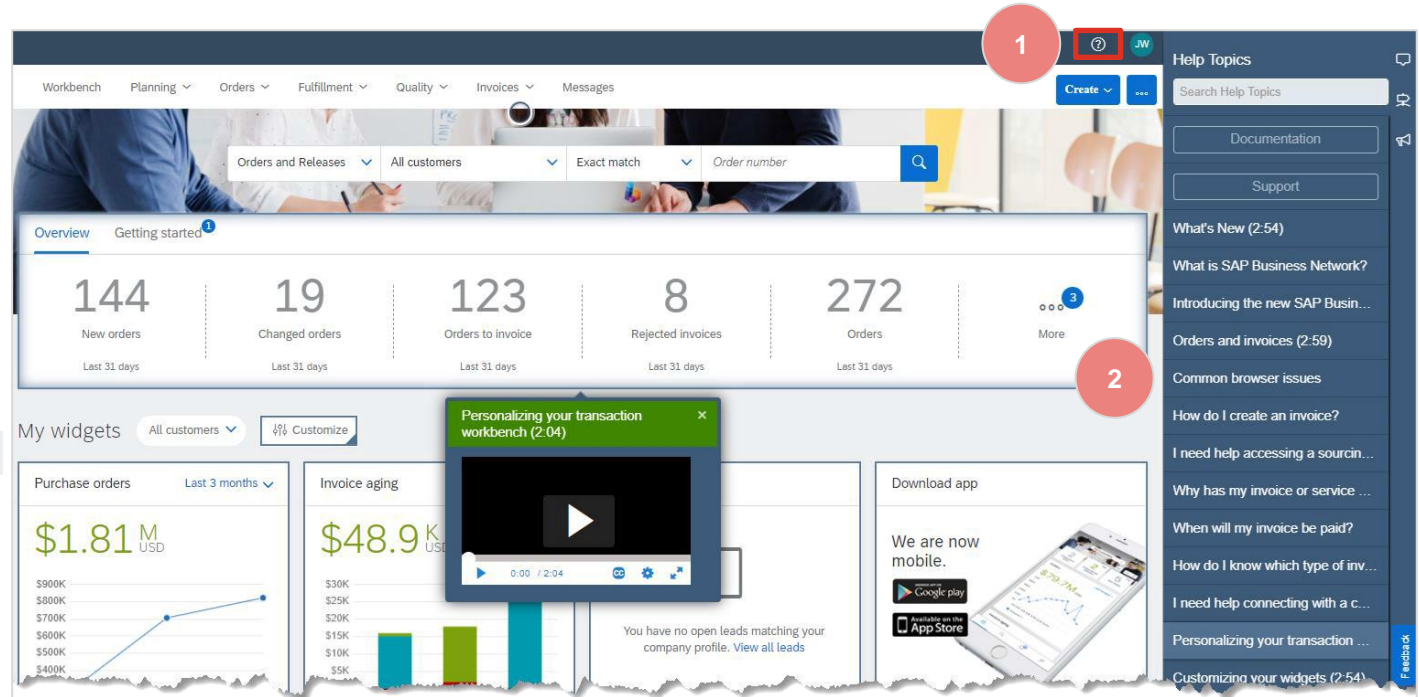 1
JW
Workbench
Planning
Orders
Fulfillment
Quality
Invoices
Messages
Create
Orders and Releases
All customers
Exact match
Order number
Overview
Getting started
1
144
New orders
Last 31 days
19
Changed orders
Last 31 days
123
Orders to invoice
Last 31 days
8
Rejected invoices
Last 31 days
272
Orders
Last 31 days
3
More
2
My widgets
All customers
Customize
Personalizing your transaction
workbench (2:04)
×
0:00 / 2:04
CC
Purchase orders
Last 3 months
$1.81 M
USD
$900K
$800K
$700K
$600K
$500K
$400K
Invoice aging
$48.9 K
$30K
$25K
$20K
$15K
$10K
$5K
You have no open leads matching your
company profile. View all leads
Download app
We are now
mobile.
Google play
Available on the
App Store
Help Topics
Search Help Topics
Documentation
Support
What's New (2:54)
What is SAP Business Network?
Introducing the new SAP Busin...
Orders and invoices (2:59)
Common browser issues
How do I create an invoice?
I need help accessing a sourcin...
Why has my invoice or service ...
When will my invoice be paid?
How do I know which type of inv...
I need help connecting with a c...
Personalizing your transaction ...
Customizing your widgets (2:54)
Feedback